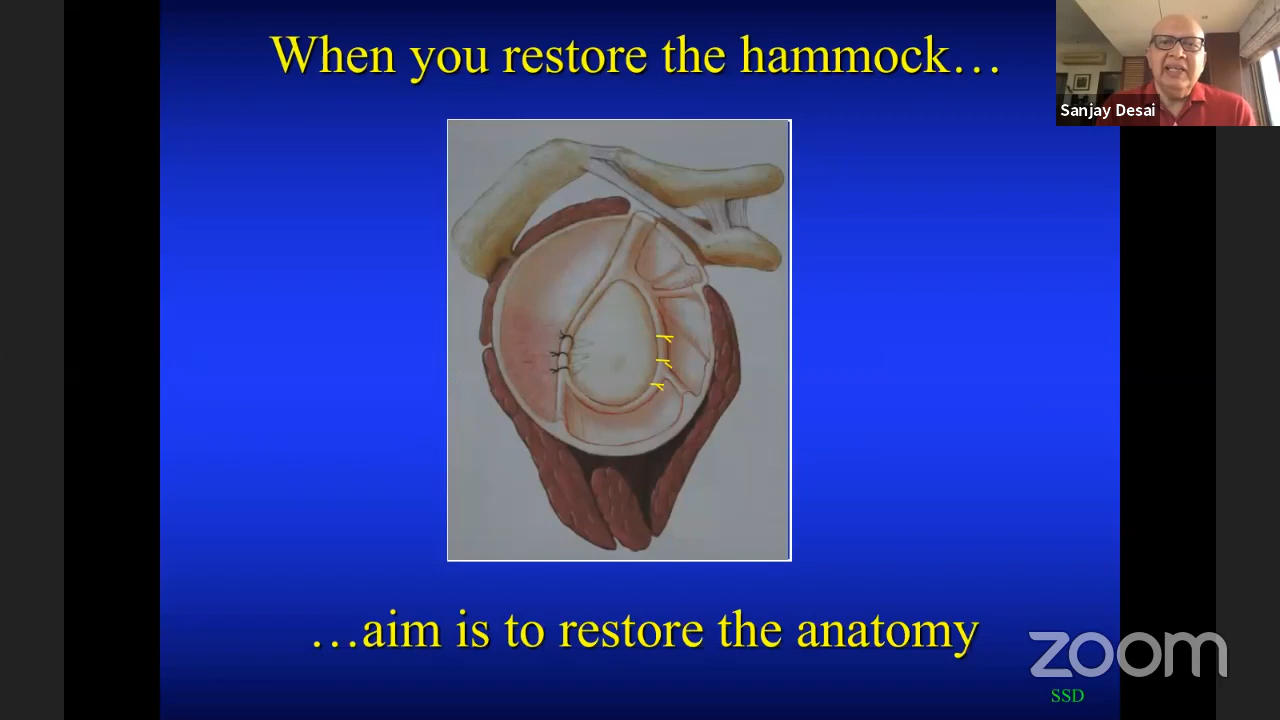 When you restore the hammock…
Sanjay Desai
…aim is to restore the anatomy
zoom
SSD